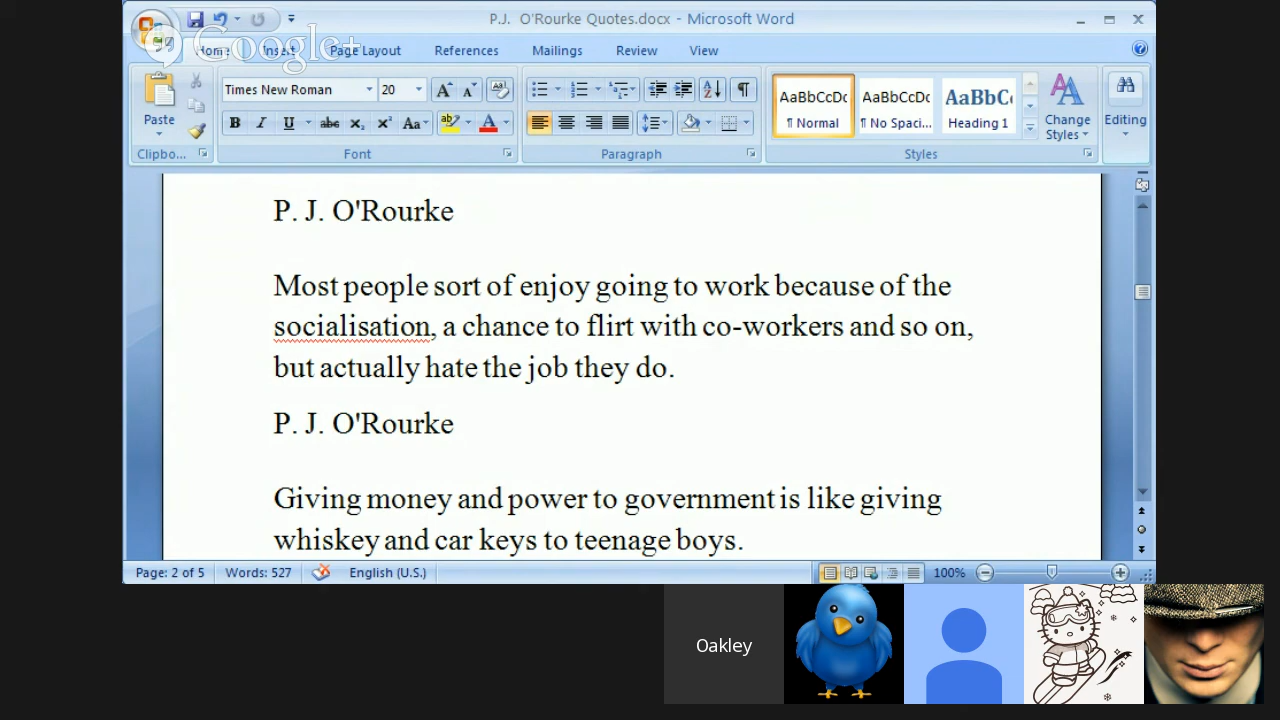 P.J.  O'Rourke Quotes.docx - Microsoft Word
Google+
Home Insert Page Layout References Mailings Review View
Paste
Times New Roman 20
AaBbCcDc AaBbCcDc AaBbC
¶ Normal ¶ No Spaci... Heading 1
Change Styles
Editing
Clipbo... Font Paragraph Styles
P. J. O'Rourke
Most people sort of enjoy going to work because of the
socialisation, a chance to flirt with co-workers and so on,
but actually hate the job they do.
P. J. O'Rourke
Giving money and power to government is like giving
whiskey and car keys to teenage boys.
Page: 2 of 5 Words: 527 English (U.S.) 100%
Oakley